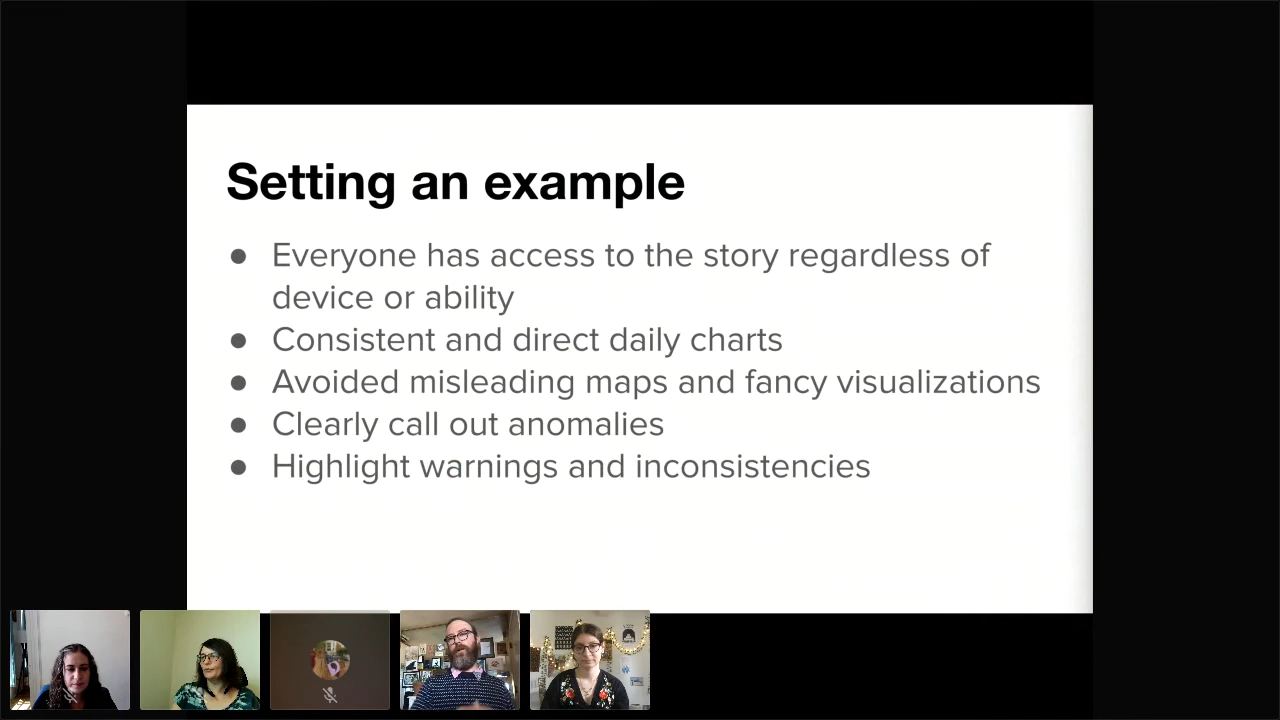 Setting an example
● Everyone has access to the story regardless of
device or ability
● Consistent and direct daily charts
● Avoided misleading maps and fancy visualizations
● Clearly call out anomalies
● Highlight warnings and inconsistencies